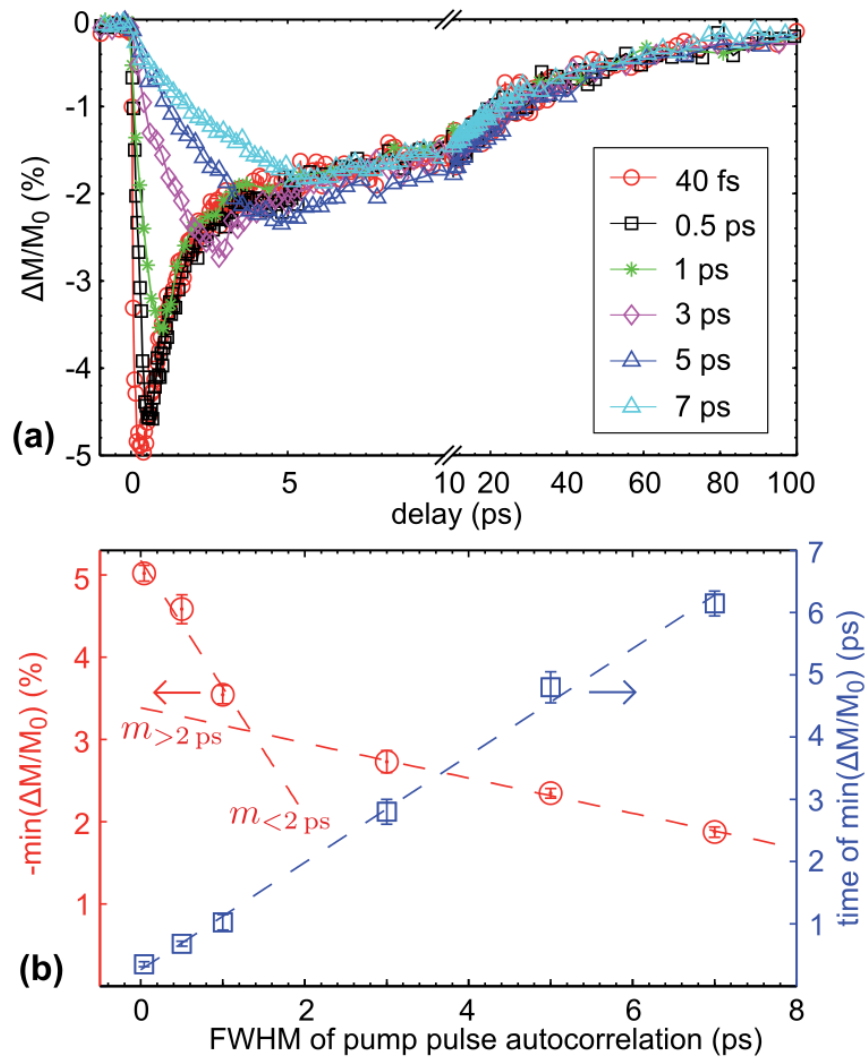 0
-1
-2
-3
-4
-5
ΔM/M0 (%)
(a)
40 fs
0.5 ps
1 ps
3 ps
5 ps
7 ps
0 5 10 20 40 60 80 100
delay (ps)
5
4
3
2
1
-min(ΔM/M0) (%)
m>2 ps
m<2 ps
7
6
5
4
3
2
1
time of min(ΔM/M0) (ps)
(b)
0 2 4 6 8
FWHM of pump pulse autocorrelation (ps)